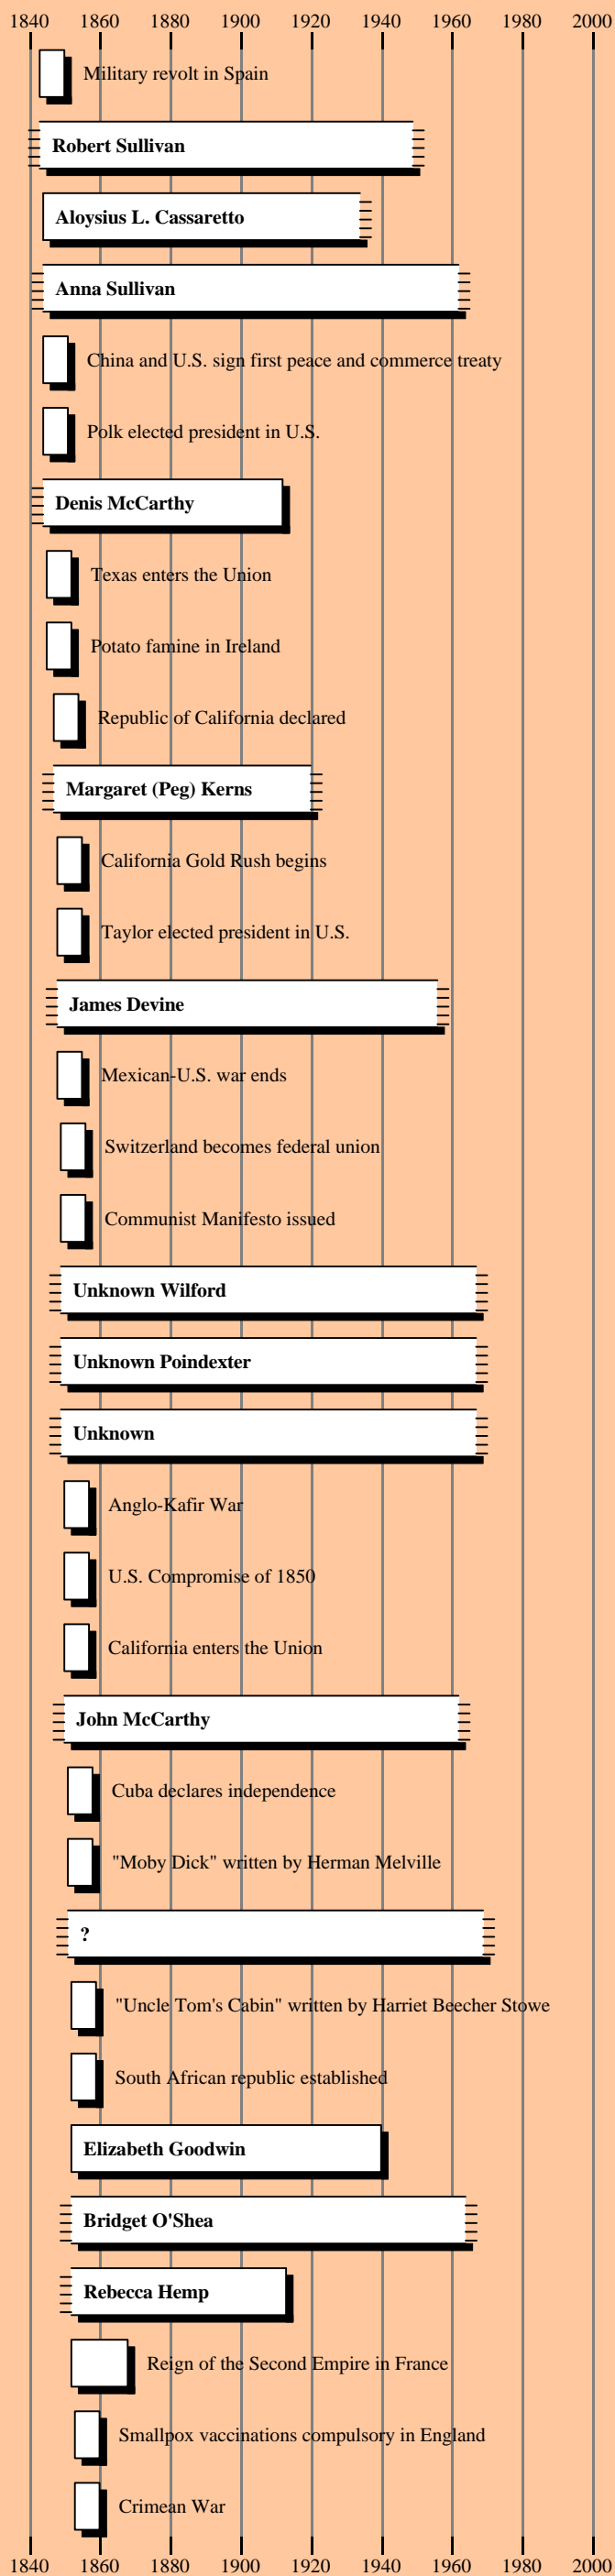 1840 1860 1880 1900 1920 1940 1960 1980 2000
Military revolt in Spain
Robert Sullivan
Aloysius L. Cassaretto
Anna Sullivan
China and U.S. sign first peace and commerce treaty
Polk elected president in U.S.
Denis McCarthy
Texas enters the Union
Potato famine in Ireland
Republic of California declared
Margaret (Peg) Kerns
California Gold Rush begins
Taylor elected president in U.S.
James Devine
Mexican-U.S. war ends
Switzerland becomes federal union
Communist Manifesto issued
Unknown Wilford
Unknown Poindexter
Unknown
Anglo-Kafir War
U.S. Compromise of 1850
California enters the Union
John McCarthy
Cuba declares independence
"Moby Dick" written by Herman Melville
?
"Uncle Tom's Cabin" written by Harriet Beecher Stowe
South African republic established
Elizabeth Goodwin
Bridget O'Shea
Rebecca Hemp
Reign of the Second Empire in France
Smallpox vaccinations compulsory in England
Crimean War
1840 1860 1880 1900 1920 1940 1960 1980 2000